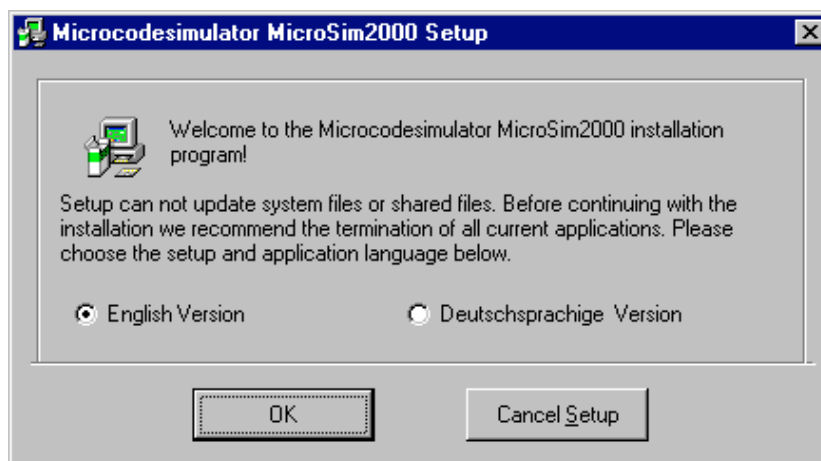 Microcodesimulator MicroSim2000 Setup
Welcome to the Microcodesimulator MicroSim2000 installation
program!
Setup can not update system files or shared files. Before continuing with the
installation we recommend the termination of all current applications. Please
choose the setup and application language below.
English Version
Deutschsprachige Version
OK
Cancel Setup